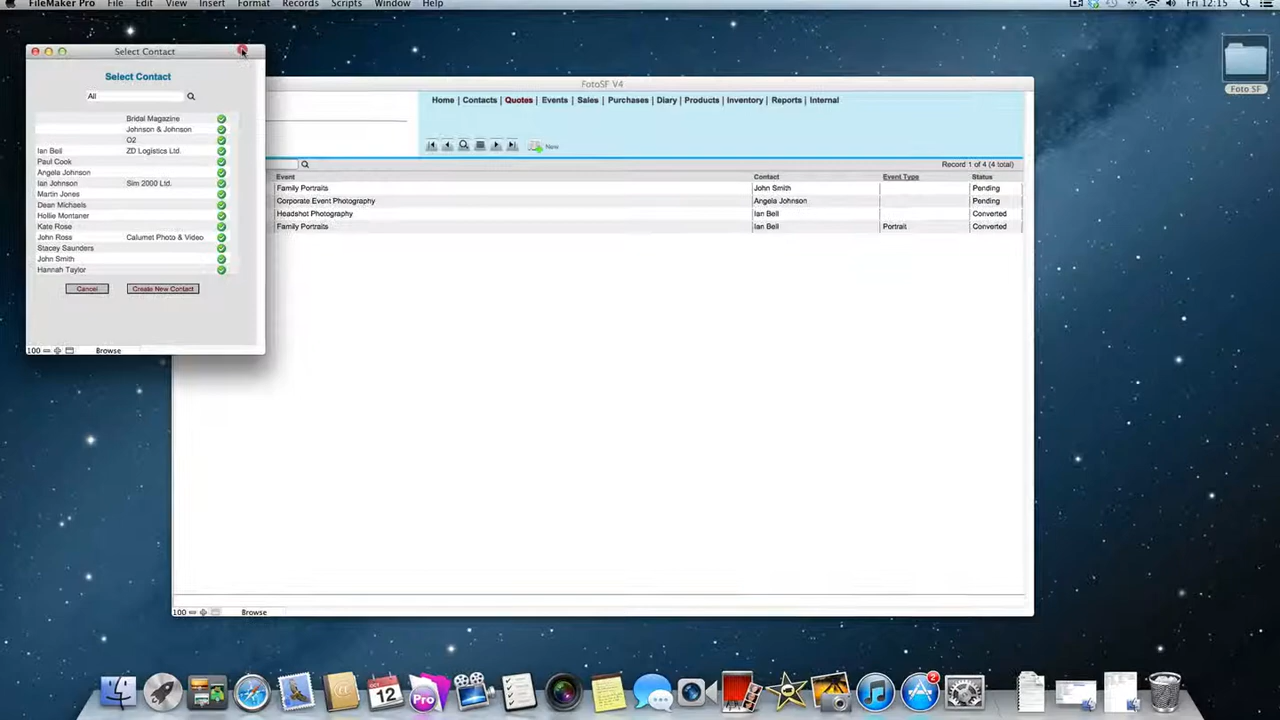 FileMaker Pro File Edit View Insert Format Records Scripts Window Help Fri 12:15
Select Contact
Select Contact
All
Bridal Magazine
Johnson & Johnson
O2
Ian Bell ZD Logistics Ltd.
Paul Cook
Angela Johnson
Ian Johnson Sim 2000 Ltd.
Martin Jones
Dean Michaels
Hollie Montaner
Kate Rose
John Ross Calumet Photo & Video
Stacey Saunders
John Smith
Hannah Taylor
Cancel Create New Contact
100 Browse
FotoSF V4
Home | Contacts | Quotes | Events | Sales | Purchases | Diary | Products | Inventory | Reports | Internal
New
Record 1 of 4 (4 total)
Event Contact Event Type Status
Family Portraits John Smith Pending
Corporate Event Photography Angela Johnson Pending
Headshot Photography Ian Bell Converted
Family Portraits Ian Bell Portrait Converted
100 Browse
Foto SF
OCT
12
Pro
2